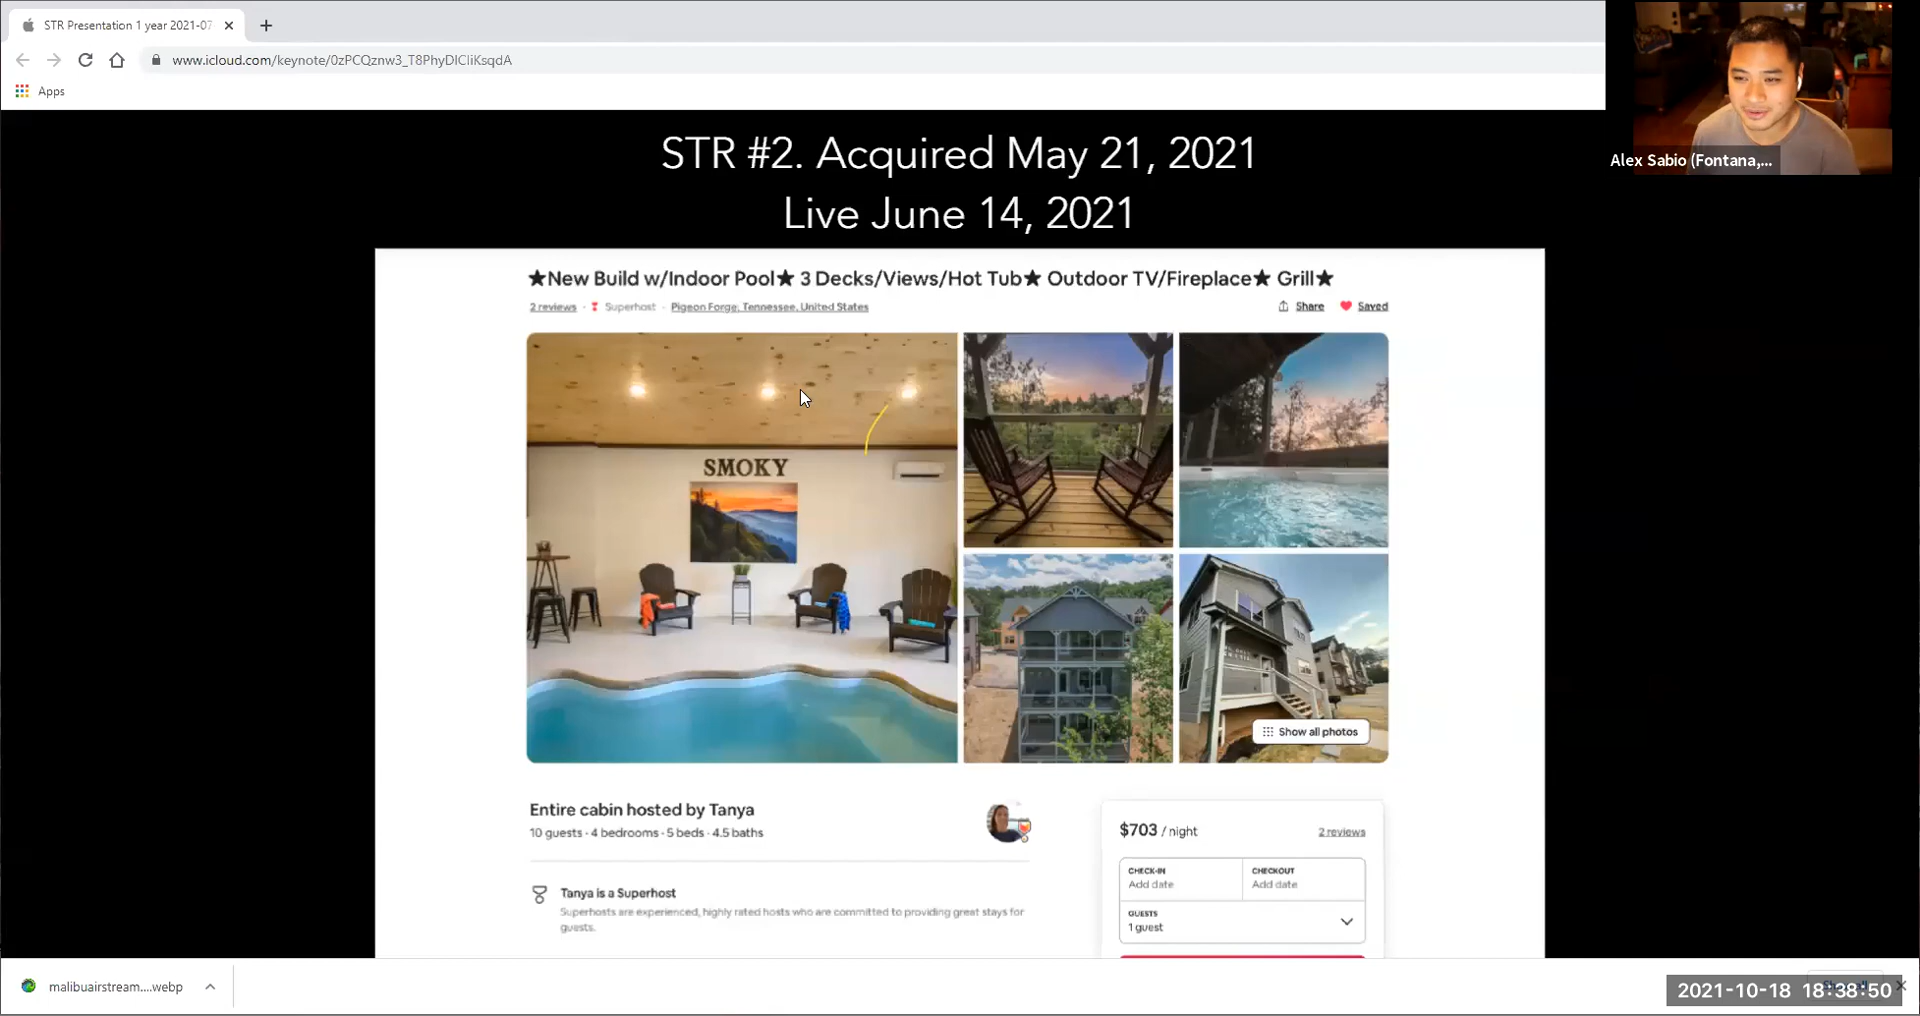 STR Presentation 1 year 2021-07
www.icloud.com/keynote/0zPCQznw3_T8PhyDlCIiKsqdA
Apps
Alex Sabio (Fontana,...
STR #2. Acquired May 21, 2021
Live June 14, 2021
★New Build w/Indoor Pool★ 3 Decks/Views/Hot Tub★ Outdoor TV/Fireplace★ Grill★
2 reviews · Superhost · Pigeon Forge, Tennessee, United States
Share Saved
SMOKY
Show all photos
Entire cabin hosted by Tanya
10 guests · 4 bedrooms · 5 beds · 4.5 baths
$703 / night
2 reviews
CHECK-IN
Add date
CHECKOUT
Add date
GUESTS
1 guest
Tanya is a Superhost
Superhosts are experienced, highly rated hosts who are committed to providing great stays for
guests.
malibuairstream....webp
2021-10-18 18:38:50